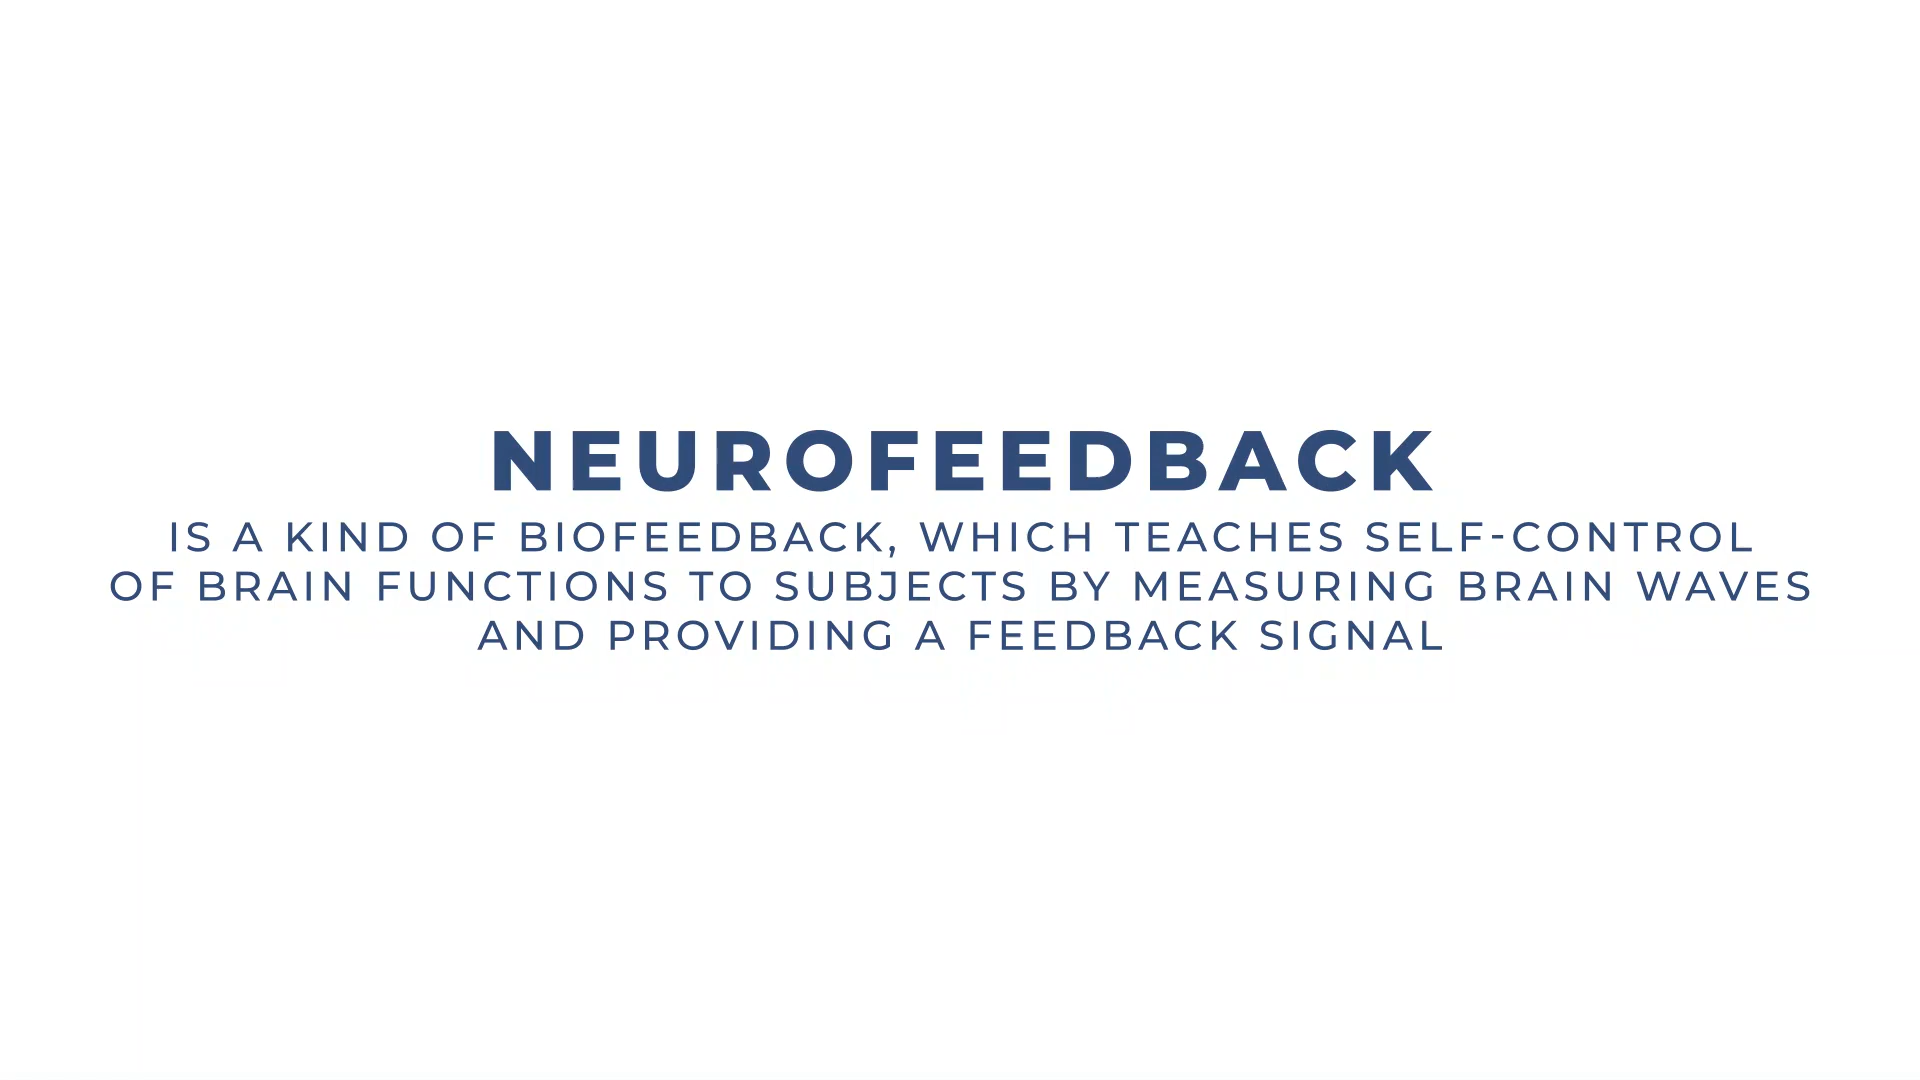 NEUROFEEDBACK
IS A KIND OF BIOFEEDBACK, WHICH TEACHES SELF-CONTROL
OF BRAIN FUNCTIONS TO SUBJECTS BY MEASURING BRAIN WAVES
AND PROVIDING A FEEDBACK SIGNAL